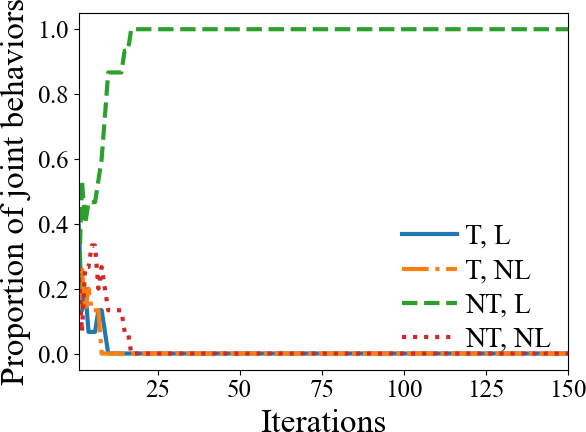 Proportion of joint behaviors
1.0
0.8
0.6
0.4
0.2
0.0
T, L
T, NL
NT, L
NT, NL
25
50
75
100
125
150
Iterations